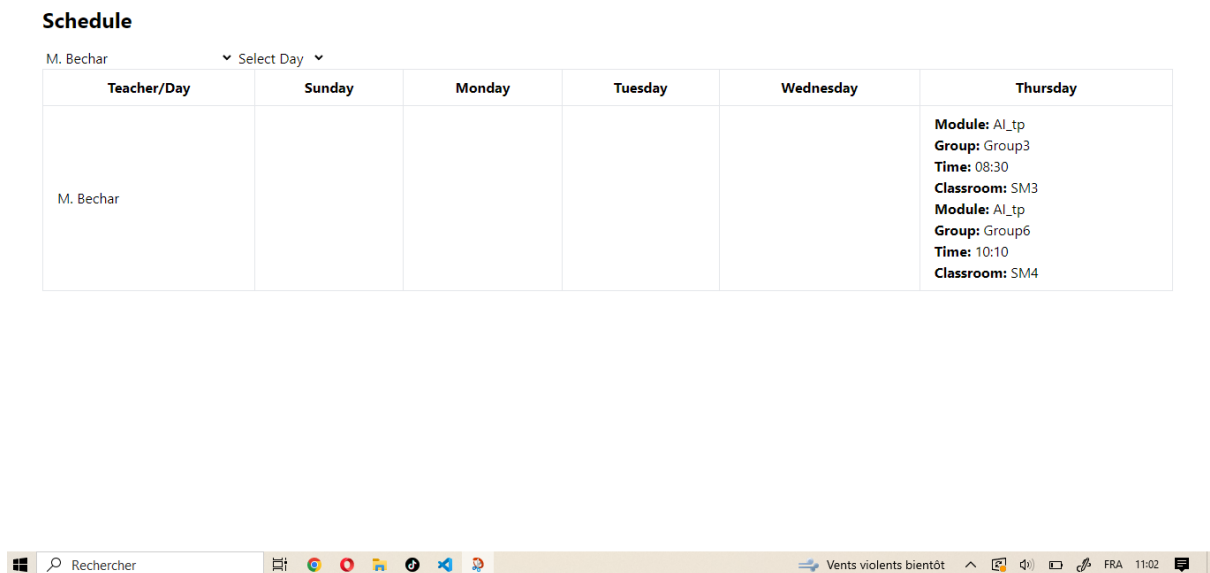 Schedule
M. Bechar Select Day
Teacher/Day Sunday Monday Tuesday Wednesday Thursday
M. Bechar
Module: AI_tp
Group: Group3
Time: 08:30
Classroom: SM3
Module: AI_tp
Group: Group6
Time: 10:10
Classroom: SM4
Rechercher Vents violents bientôt FRA 11:02